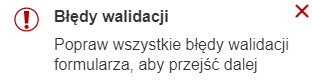 Błędy walidacji
Popraw wszystkie błędy walidacji
formularza, aby przejść dalej